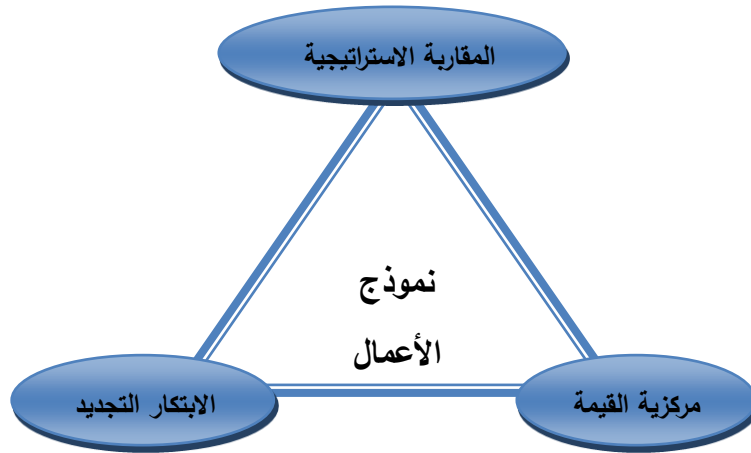 المقاربة الاستراتيجية
نموذج
الأعمال
مركزية القيمة
الابتكار التجديد